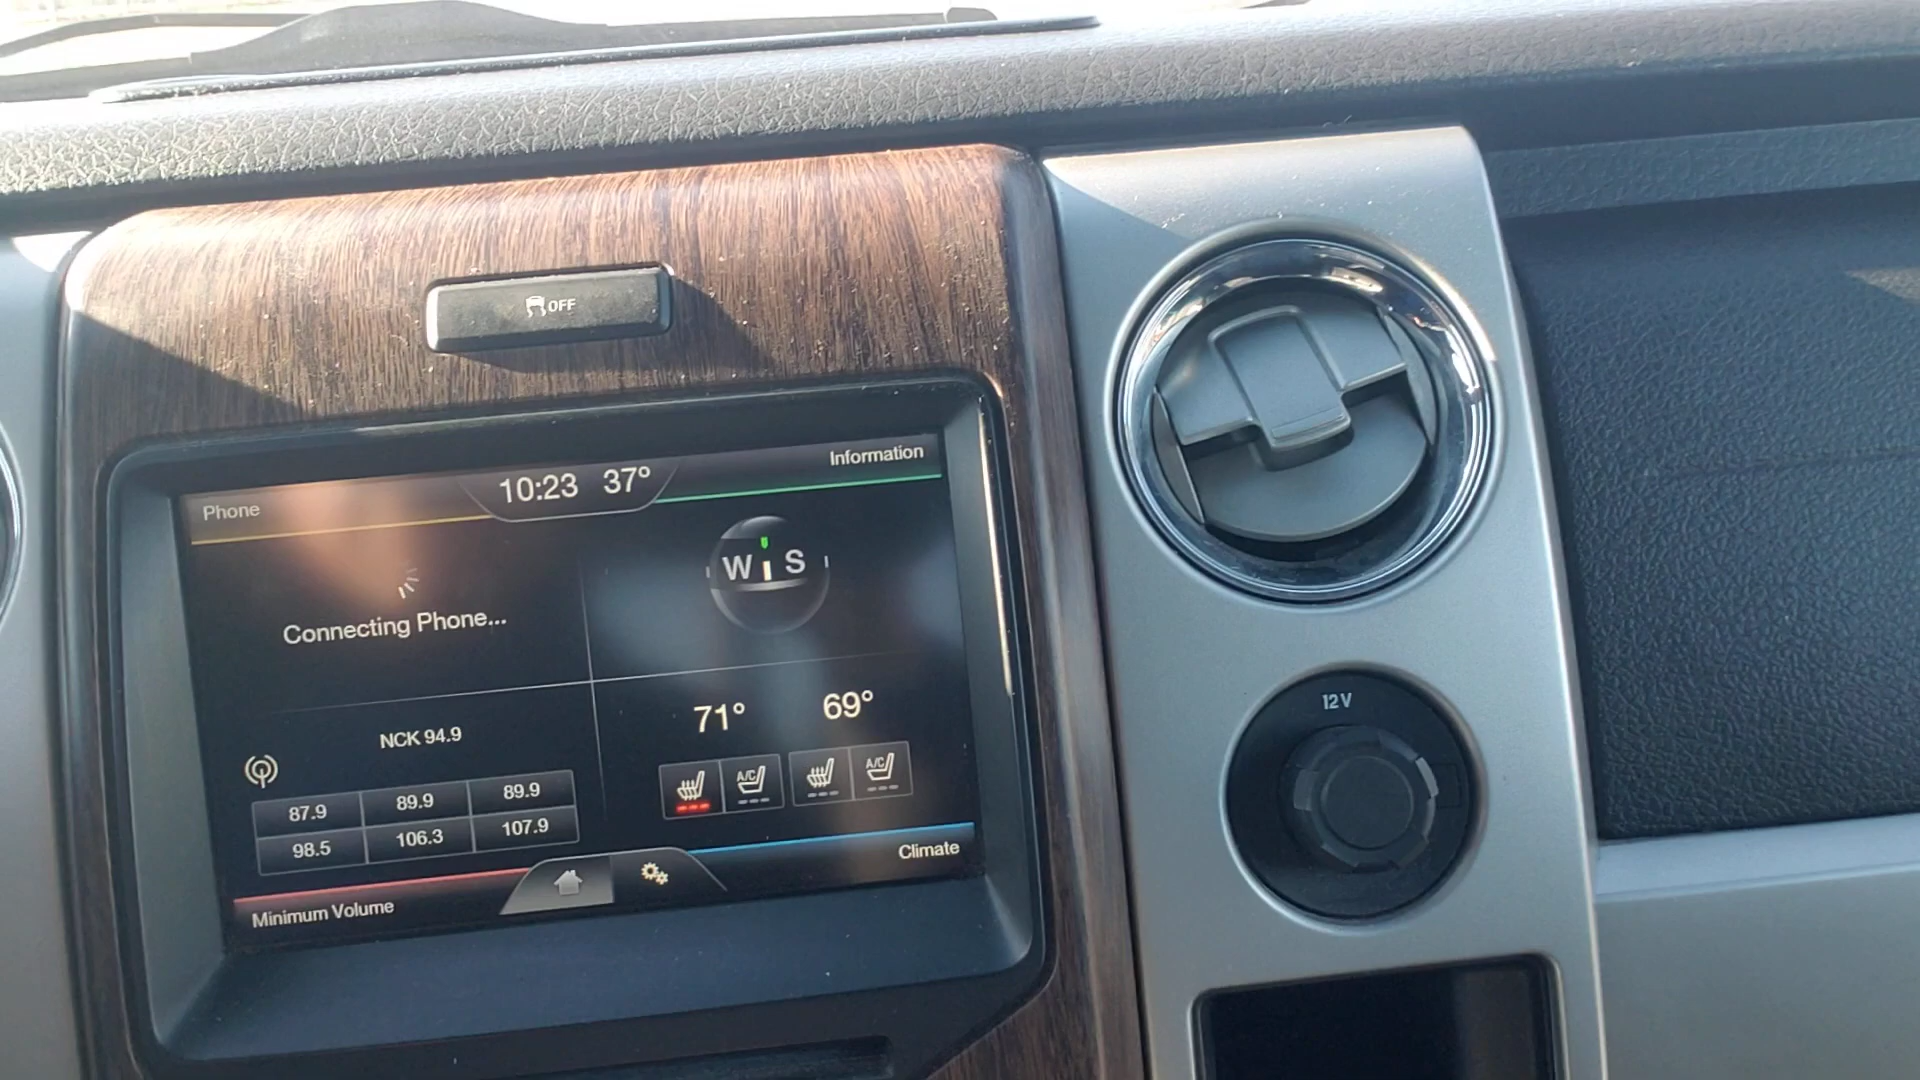 OFF
Phone
10:23 37°
Information
Connecting Phone...
W S
NCK 94.9
87.9 89.9 89.9
98.5 106.3 107.9
71° 69°
A/C A/C
Minimum Volume
Climate
12V